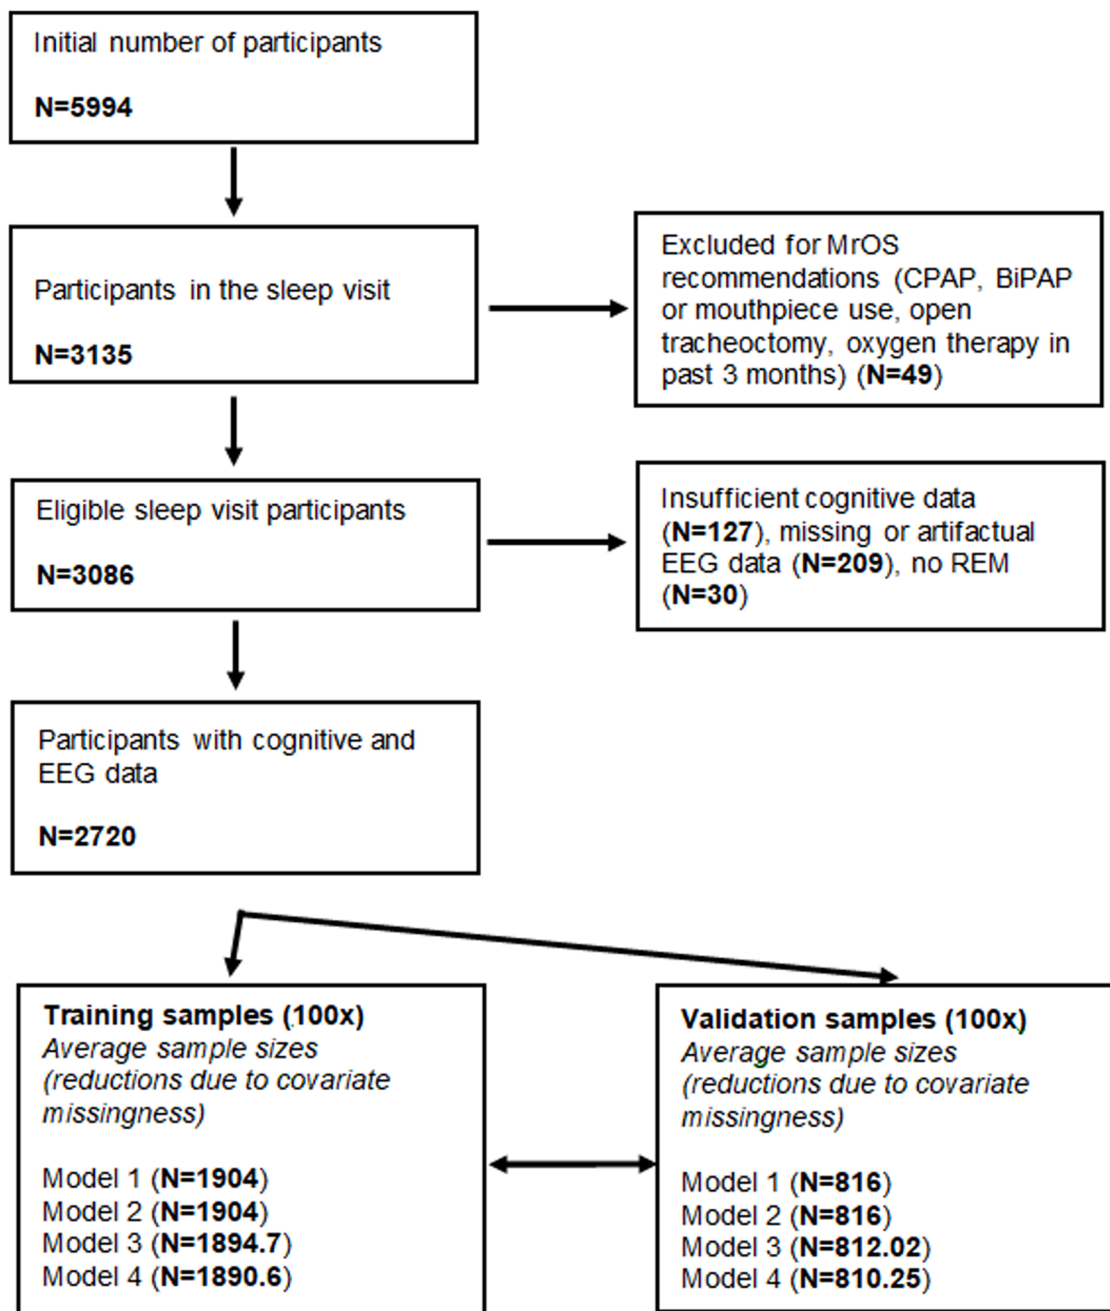 Initial number of participants
N=5994
Participants in the sleep visit
N=3135
Excluded for MrOS
recommendations (CPAP, BiPAP
or mouthpiece use, open
tracheoctomy, oxygen therapy in
past 3 months) (N=49)
Eligible sleep visit participants
N=3086
Insufficient cognitive data
(N=127), missing or artifactual
EEG data (N=209), no REM
(N=30)
Participants with cognitive and
EEG data
N=2720
Training samples (100x)
Average sample sizes
(reductions due to covariate
missingness)
Model 1 (N=1904)
Model 2 (N=1904)
Model 3 (N=1894.7)
Model 4 (N=1890.6)
Validation samples (100x)
Average sample sizes
(reductions due to covariate
missingness)
Model 1 (N=816)
Model 2 (N=816)
Model 3 (N=812.02)
Model 4 (N=810.25)